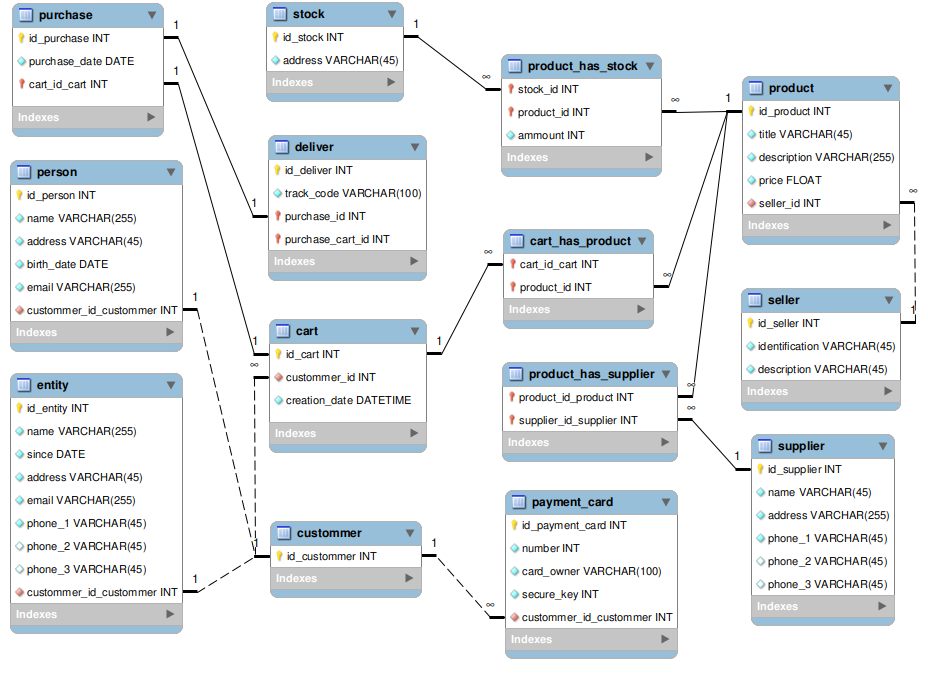 purchase
id_purchase INT
purchase_date DATE
cart_id_cart INT
Indexes
person
id_person INT
name VARCHAR(255)
address VARCHAR(45)
birth_date DATE
email VARCHAR(255)
custommer_id_custommer INT
Indexes
entity
id_entity INT
name VARCHAR(255)
since DATE
address VARCHAR(45)
email VARCHAR(255)
phone_1 VARCHAR(45)
phone_2 VARCHAR(45)
phone_3 VARCHAR(45)
custommer_id_custommer INT
Indexes
1
1
1
1
stock
id_stock INT
address VARCHAR(45)
Indexes
1
deliver
id_deliver INT
track_code VARCHAR(100)
purchase_id INT
purchase_cart_id INT
Indexes
1
cart
id_cart INT
custommer_id INT
creation_date DATETIME
Indexes
1
∞
1
custommer
id_custommer INT
Indexes
1
1
product_has_stock
stock_id INT
product_id INT
ammount INT
Indexes
∞
∞
cart_has_product
cart_id_cart INT
product_id INT
Indexes
∞
∞
product_has_supplier
product_id_product INT
supplier_id_supplier INT
Indexes
∞
∞
payment_card
id_payment_card INT
number INT
card_owner VARCHAR(100)
secure_key INT
custommer_id_custommer INT
Indexes
∞
product
id_product INT
title VARCHAR(45)
description VARCHAR(255)
price FLOAT
seller_id INT
Indexes
1
∞
seller
id_seller INT
identification VARCHAR(45)
description VARCHAR(45)
Indexes
1
supplier
id_supplier INT
name VARCHAR(45)
address VARCHAR(255)
phone_1 VARCHAR(45)
phone_2 VARCHAR(45)
phone_3 VARCHAR(45)
Indexes
1